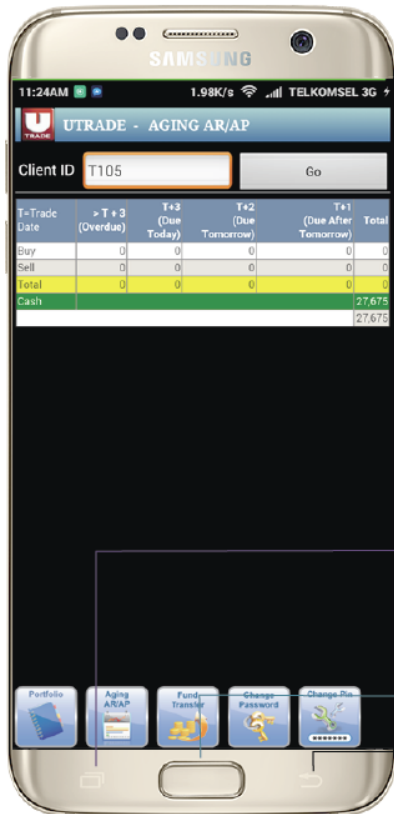 SAMSUNG
11:24AM 1.98K/s TELKOMSEL 3G
U TRADE
UTRADE - AGING AR/AP
Client ID T105 Go
T=Trade Date > T + 3 (Overdue) T+3 (Due Today) T+2 (Due Tomorrow) T+1 (Due After Tomorrow) Total
Buy 0 0 0 0 0
Sell 0 0 0 0 0
Total 0 0 0 0 0
Cash 27,675
27,675
Portfolio Aging AR/AP Fund Transfer Change Password Change Pin